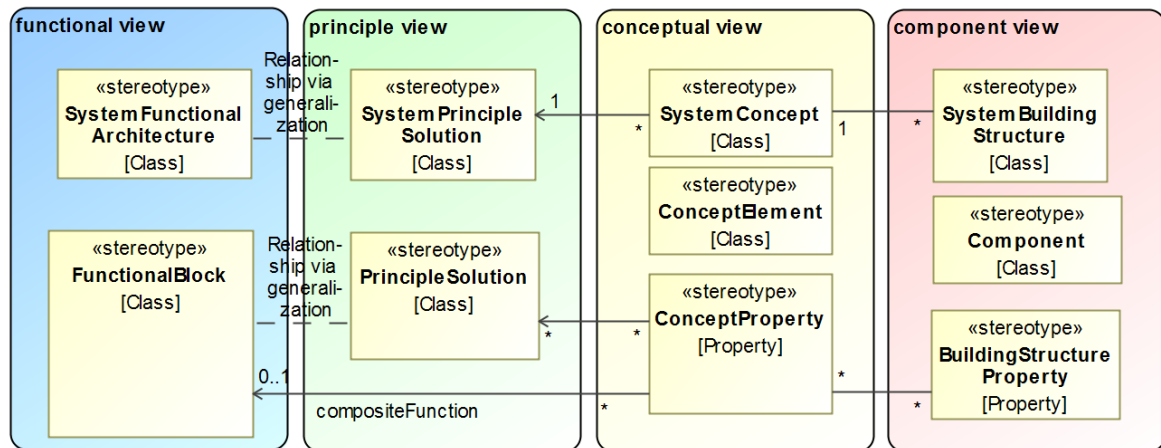 functional view
«stereotype»
SystemFunctional
Architecture
[Class]
«stereotype»
FunctionalBlock
[Class]
0..1
Relation-
ship via
generali-
zation
Relation-
ship via
generali-
zation
principle view
«stereotype»
SystemPrinciple
Solution
[Class]
1
«stereotype»
PrincipleSolution
[Class]
*
compositeFunction
conceptual view
*
«stereotype»
SystemConcept
[Class]
1
«stereotype»
ConceptElement
[Class]
*
«stereotype»
ConceptProperty
[Property]
*
*
component view
*
«stereotype»
SystemBuilding
Structure
[Class]
«stereotype»
Component
[Class]
«stereotype»
BuildingStructure
Property
[Property]
*